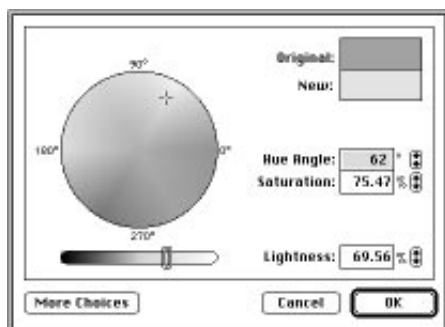 Original:
New:
90°
180°
0°
270°
Hue Angle: 62 °
Saturation: 75.47 %
Lightness: 69.56 %
More Choices
Cancel
OK